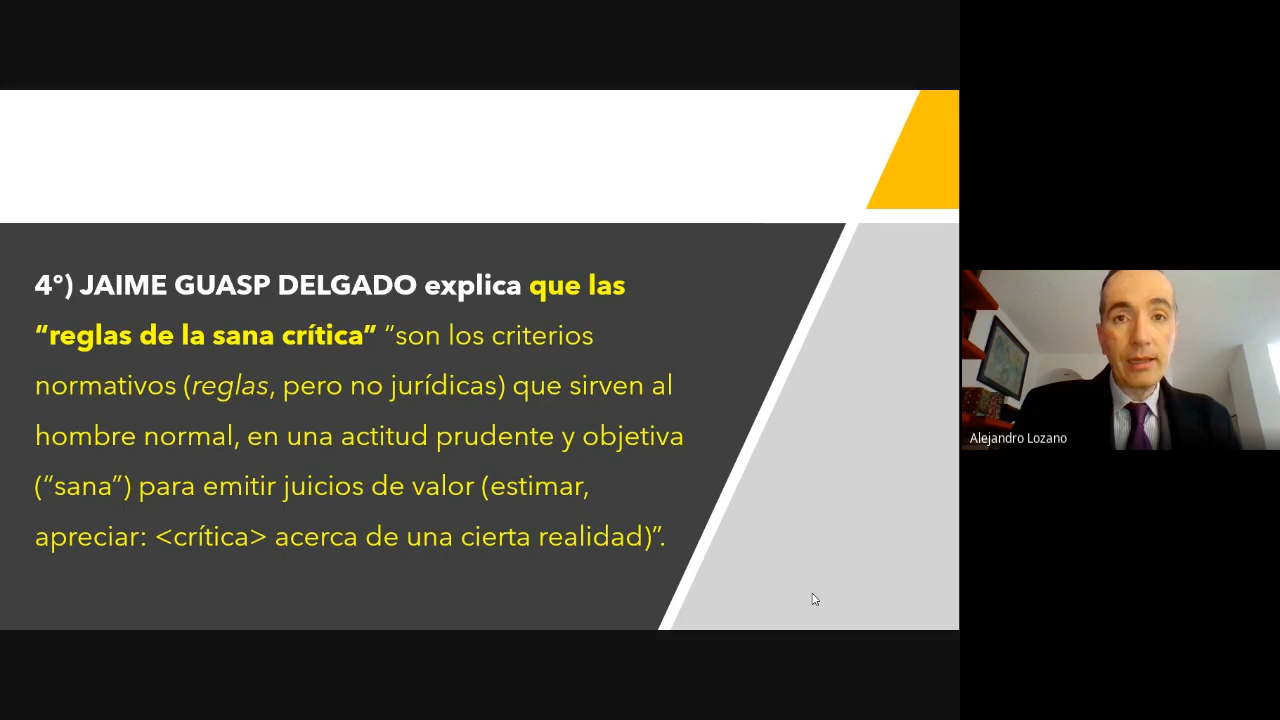 4º) JAIME GUASP DELGADO explica que las
“reglas de la sana crítica” “son los criterios
normativos (reglas, pero no jurídicas) que sirven al
hombre normal, en una actitud prudente y objetiva
(“sana”) para emitir juicios de valor (estimar,
apreciar: <crítica> acerca de una cierta realidad)”.
Alejandro Lozano